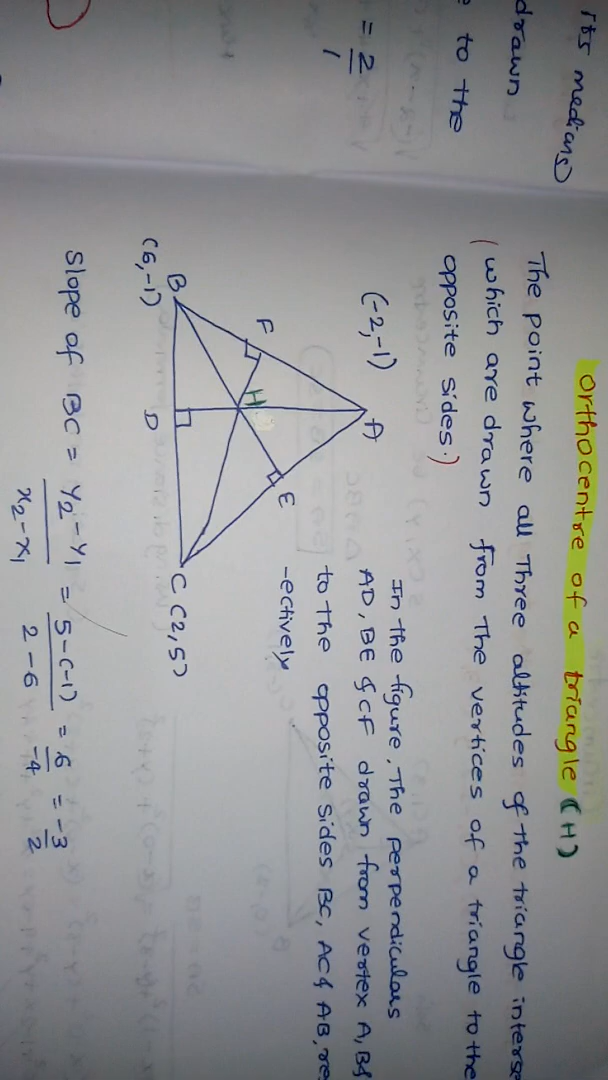 its medians)
drawn
to the
= 2/1
Orthocentre of a triangle (H)
The point where all Three altitudes of the triangle interse
(which are drawn from The vertices of a triangle to the
opposite sides.)
(-2,-1)
A
In the figure, The perpendiculars
AD, BE & CF drawn from vertex A, B&
to the opposite sides BC, AC & AB, re
-ectively
F
H
E
B
D
C (2,5)
(6,-1)
Slope of BC = y₂-y₁/x₂-x₁ = 5-(-1)/2-6 = 6/-4 = -3/2